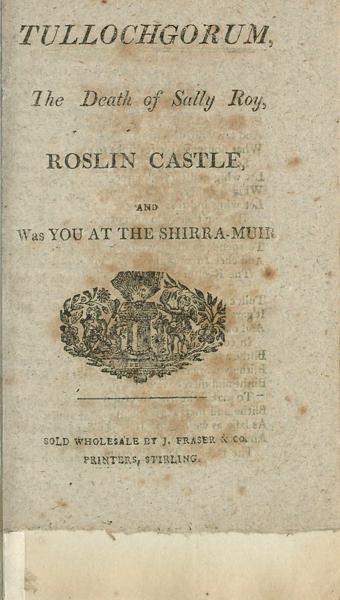 TULLOCHGORUM,
The Death of Sally Roy,
ROSLIN CASTLE,
AND
Was YOU AT THE SHIRRA-MUIR
SOLD WHOLESALE BY J. FRASER & CO.
PRINTERS, STIRLING.